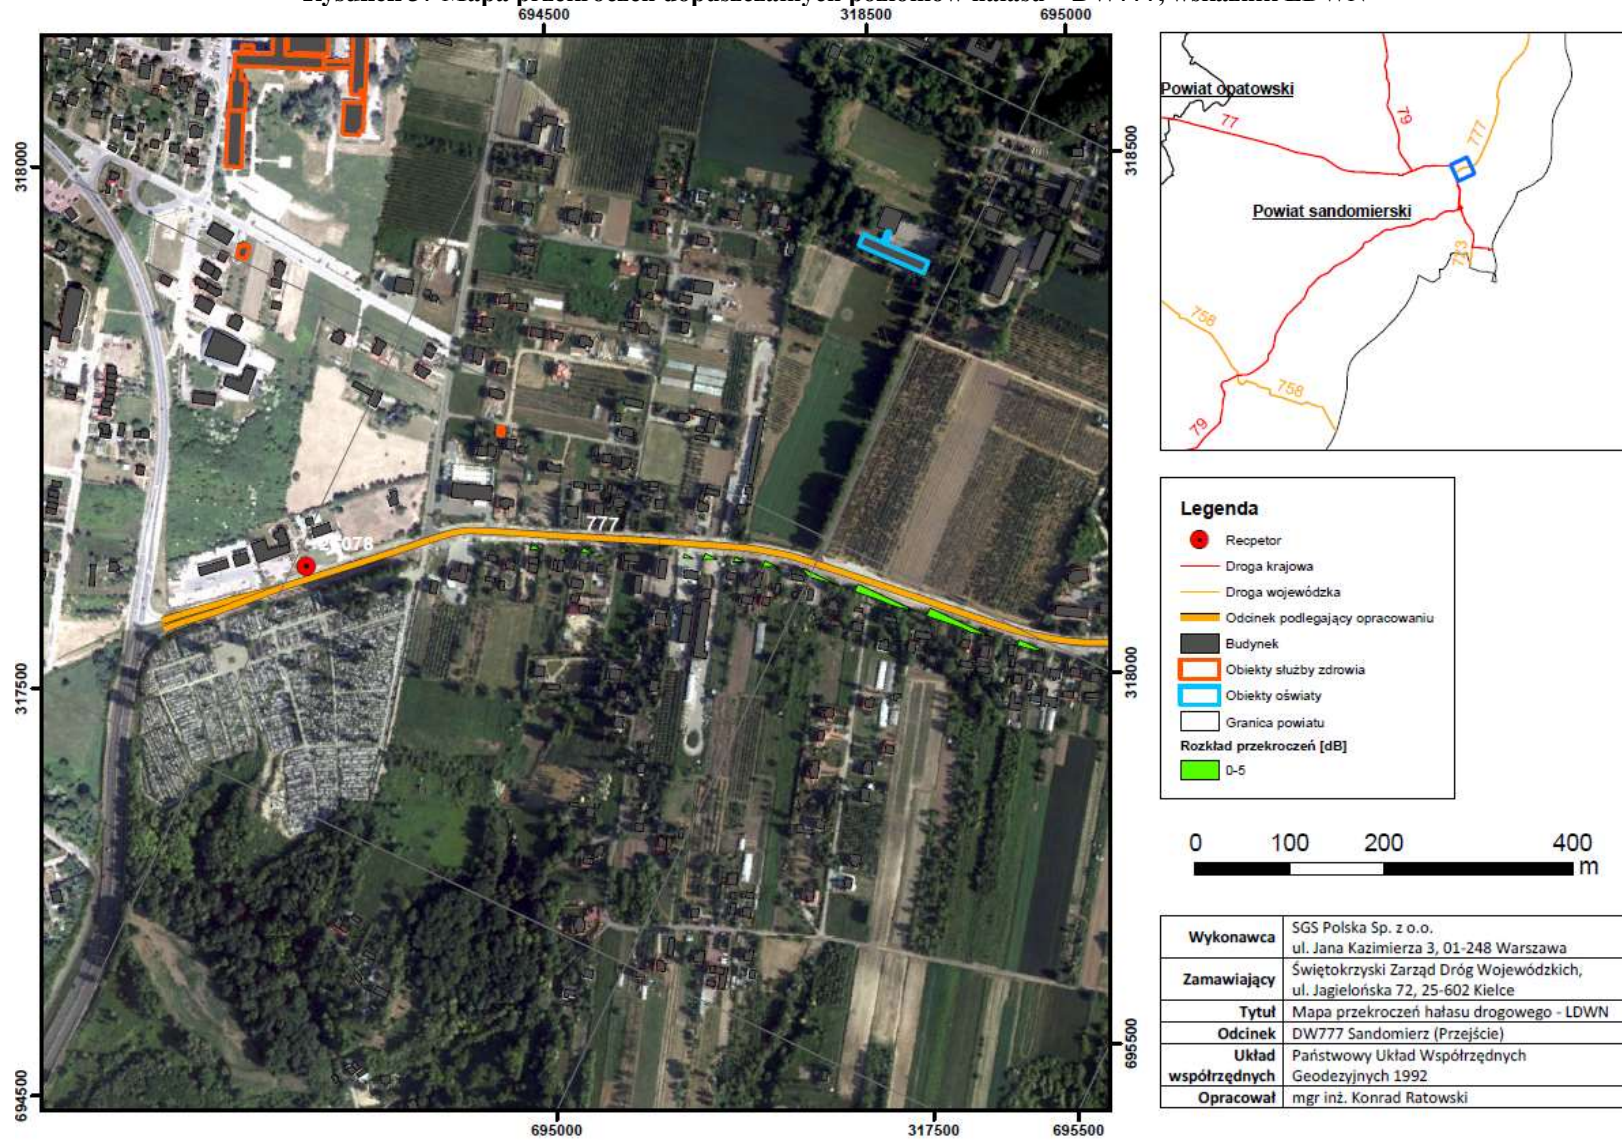 694500
318500
695000
318000
317500
694500
318500
318000
695500
695000
317500
695500
777
26078
Powiat opatowski
77
79
777
Powiat sandomierski
723
758
758
79
Legenda
Recpetor
Droga krajowa
Droga wojewódzka
Odcinek podlegający opracowaniu
Budynek
Obiekty służby zdrowia
Obiekty oświaty
Granica powiatu
Rozkład przekroczeń [dB]
0-5
0 100 200 400
m
Wykonawca SGS Polska Sp. z o.o.
ul. Jana Kazimierza 3, 01-248 Warszawa
Zamawiający Świętokrzyski Zarząd Dróg Wojewódzkich,
ul. Jagielońska 72, 25-602 Kielce
Tytuł Mapa przekroczeń hałasu drogowego - LDWN
Odcinek DW777 Sandomierz (Przejście)
Układ Państwowy Układ Współrzędnych
współrzędnych Geodezyjnych 1992
Opracował mgr inż. Konrad Ratowski